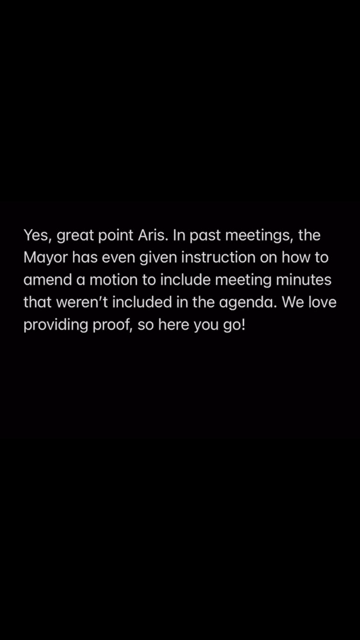 Yes, great point Aris. In past meetings, the
Mayor has even given instruction on how to
amend a motion to include meeting minutes
that weren’t included in the agenda. We love
providing proof, so here you go!